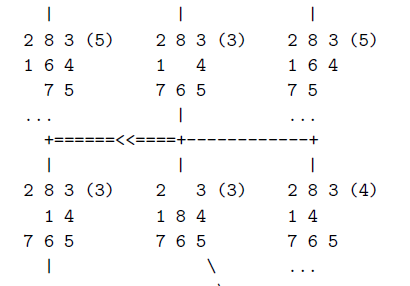 |            |            |
2 8 3 (5)   2 8 3 (3)   2 8 3 (5)
1 6 4       1   4       1 6 4
  7 5       7 6 5       7 5
...            |        ...
  +======<<====+------------+
  |            |            |
2 8 3 (3)   2   3 (3)   2 8 3 (4)
  1 4       1 8 4       1 4
7 6 5       7 6 5       7 6 5
  |              \      ...